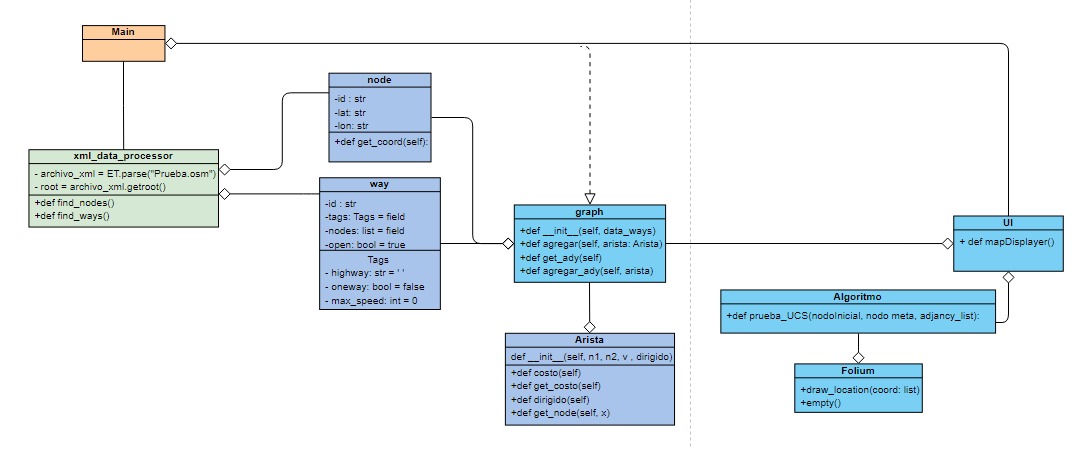 Main
xml_data_processor
- archivo_xml = ET.parse("Prueba.osm")
- root = archivo_xml.getroot()
+def find_nodes()
+def find_ways()
node
-id : str
-lat: str
-lon: str
+def get_coord(self):
way
-id : str
-tags: Tags = field
-nodes: list = field
-open: bool = true
Tags
- highway: str = ' '
- oneway: bool = false
- max_speed: int = 0
graph
+def __init__(self, data_ways)
+def agregar(self, arista: Arista)
+def get_ady(self)
+def agregar_ady(self, arista)
Arista
def __init__(self, n1, n2, v , dirigido)
+def costo(self)
+def get_costo(self)
+def dirigido(self)
+def get_node(self, x)
UI
+ def mapDisplayer()
Algoritmo
+def prueba_UCS(nodoInicial, nodo meta, adjancy_list):
Folium
+draw_location(coord: list)
+empty()